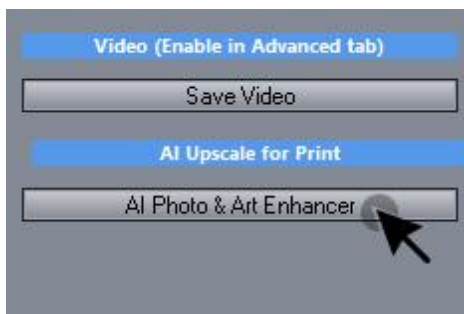 Video (Enable in Advanced tab)
Save Video
AI Upscale for Print
AI Photo & Art Enhancer